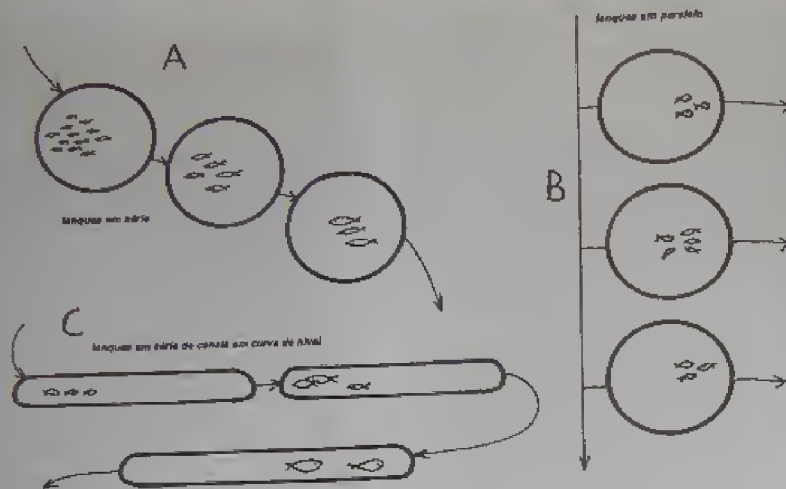 A
tanques em série
tanques em paralelo
B
C
tanques em série de canais em curva de nível